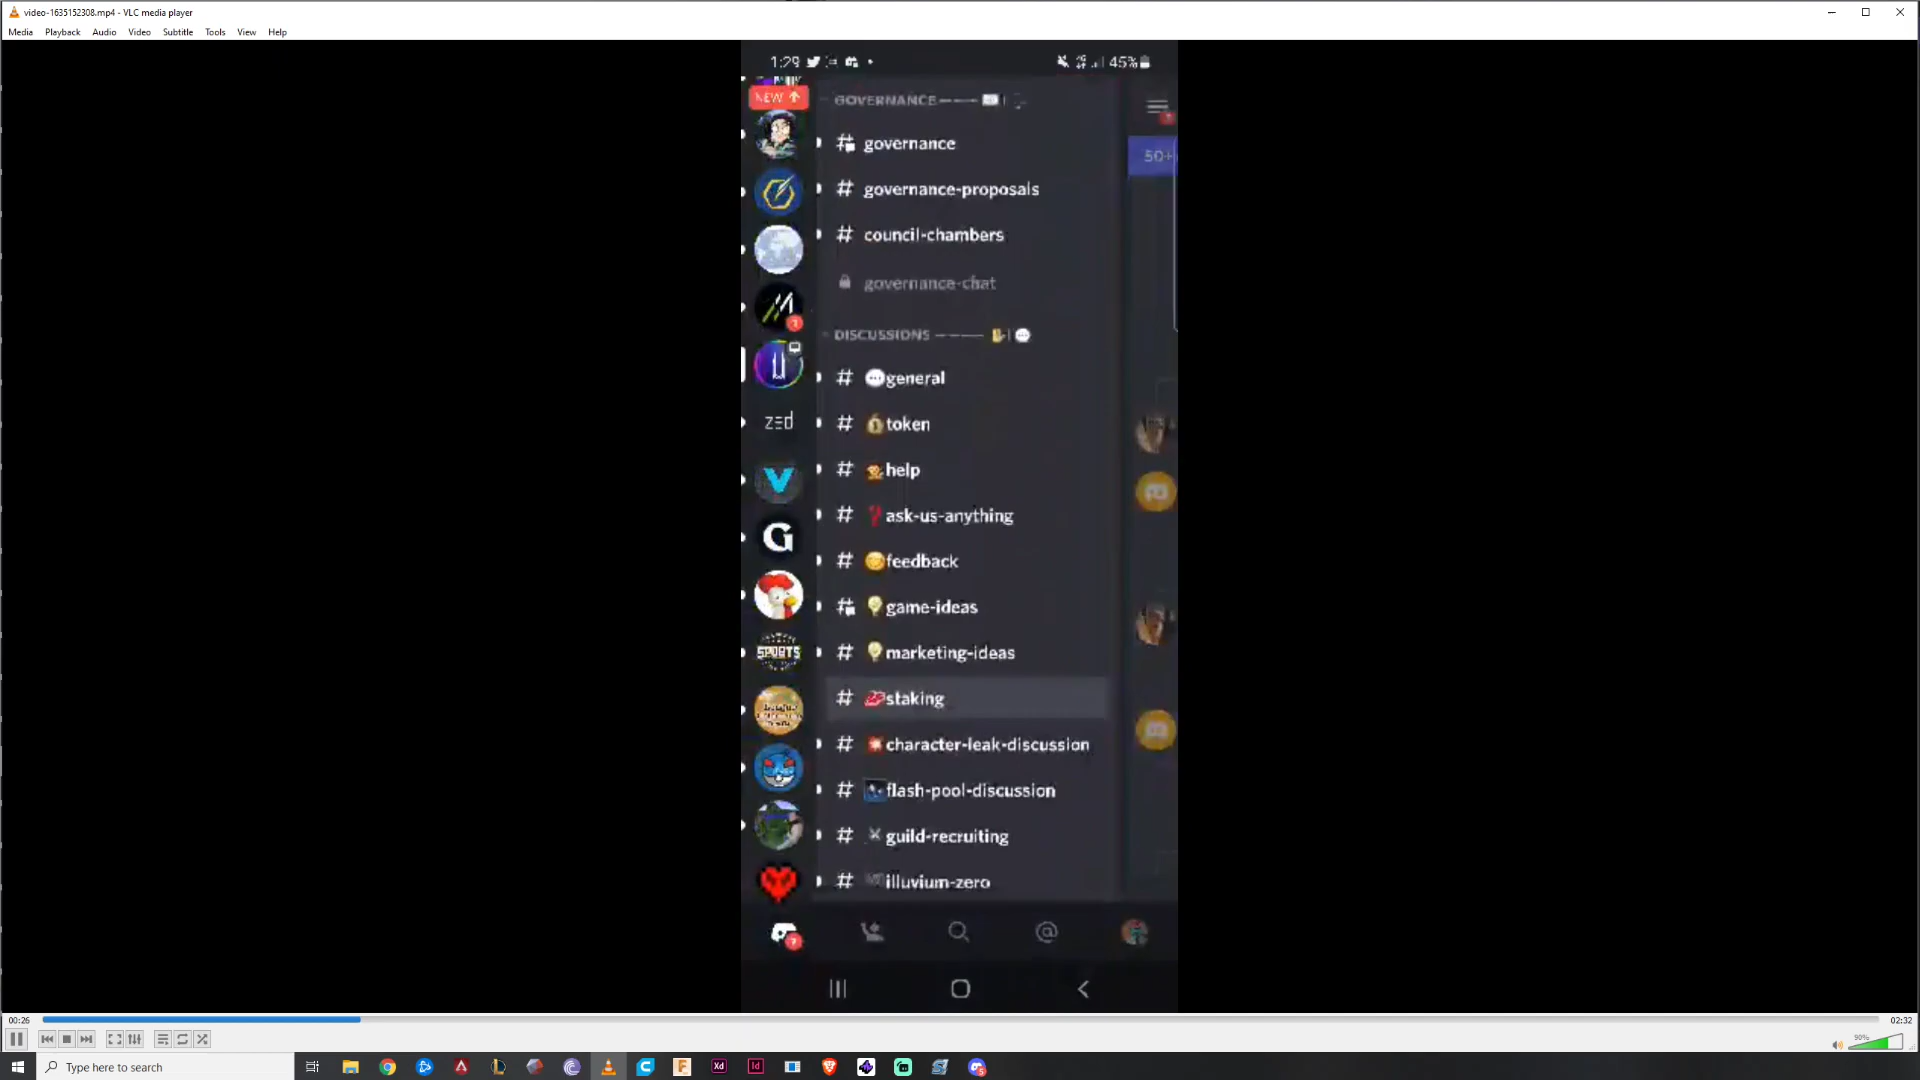 video-1635152308.mp4 - VLC media player
Media Playback Audio Video Subtitle Tools View Help
1:29 45%
NEW
GOVERNANCE
governance
governance-proposals
council-chambers
governance-chat
50+
DISCUSSIONS
general
token
help
ask-us-anything
feedback
game-ideas
marketing-ideas
staking
character-leak-discussion
flash-pool-discussion
guild-recruiting
illuvium-zero
zed
G
SPORTS
00:26 02:32
90%
Type here to search
Xd Id